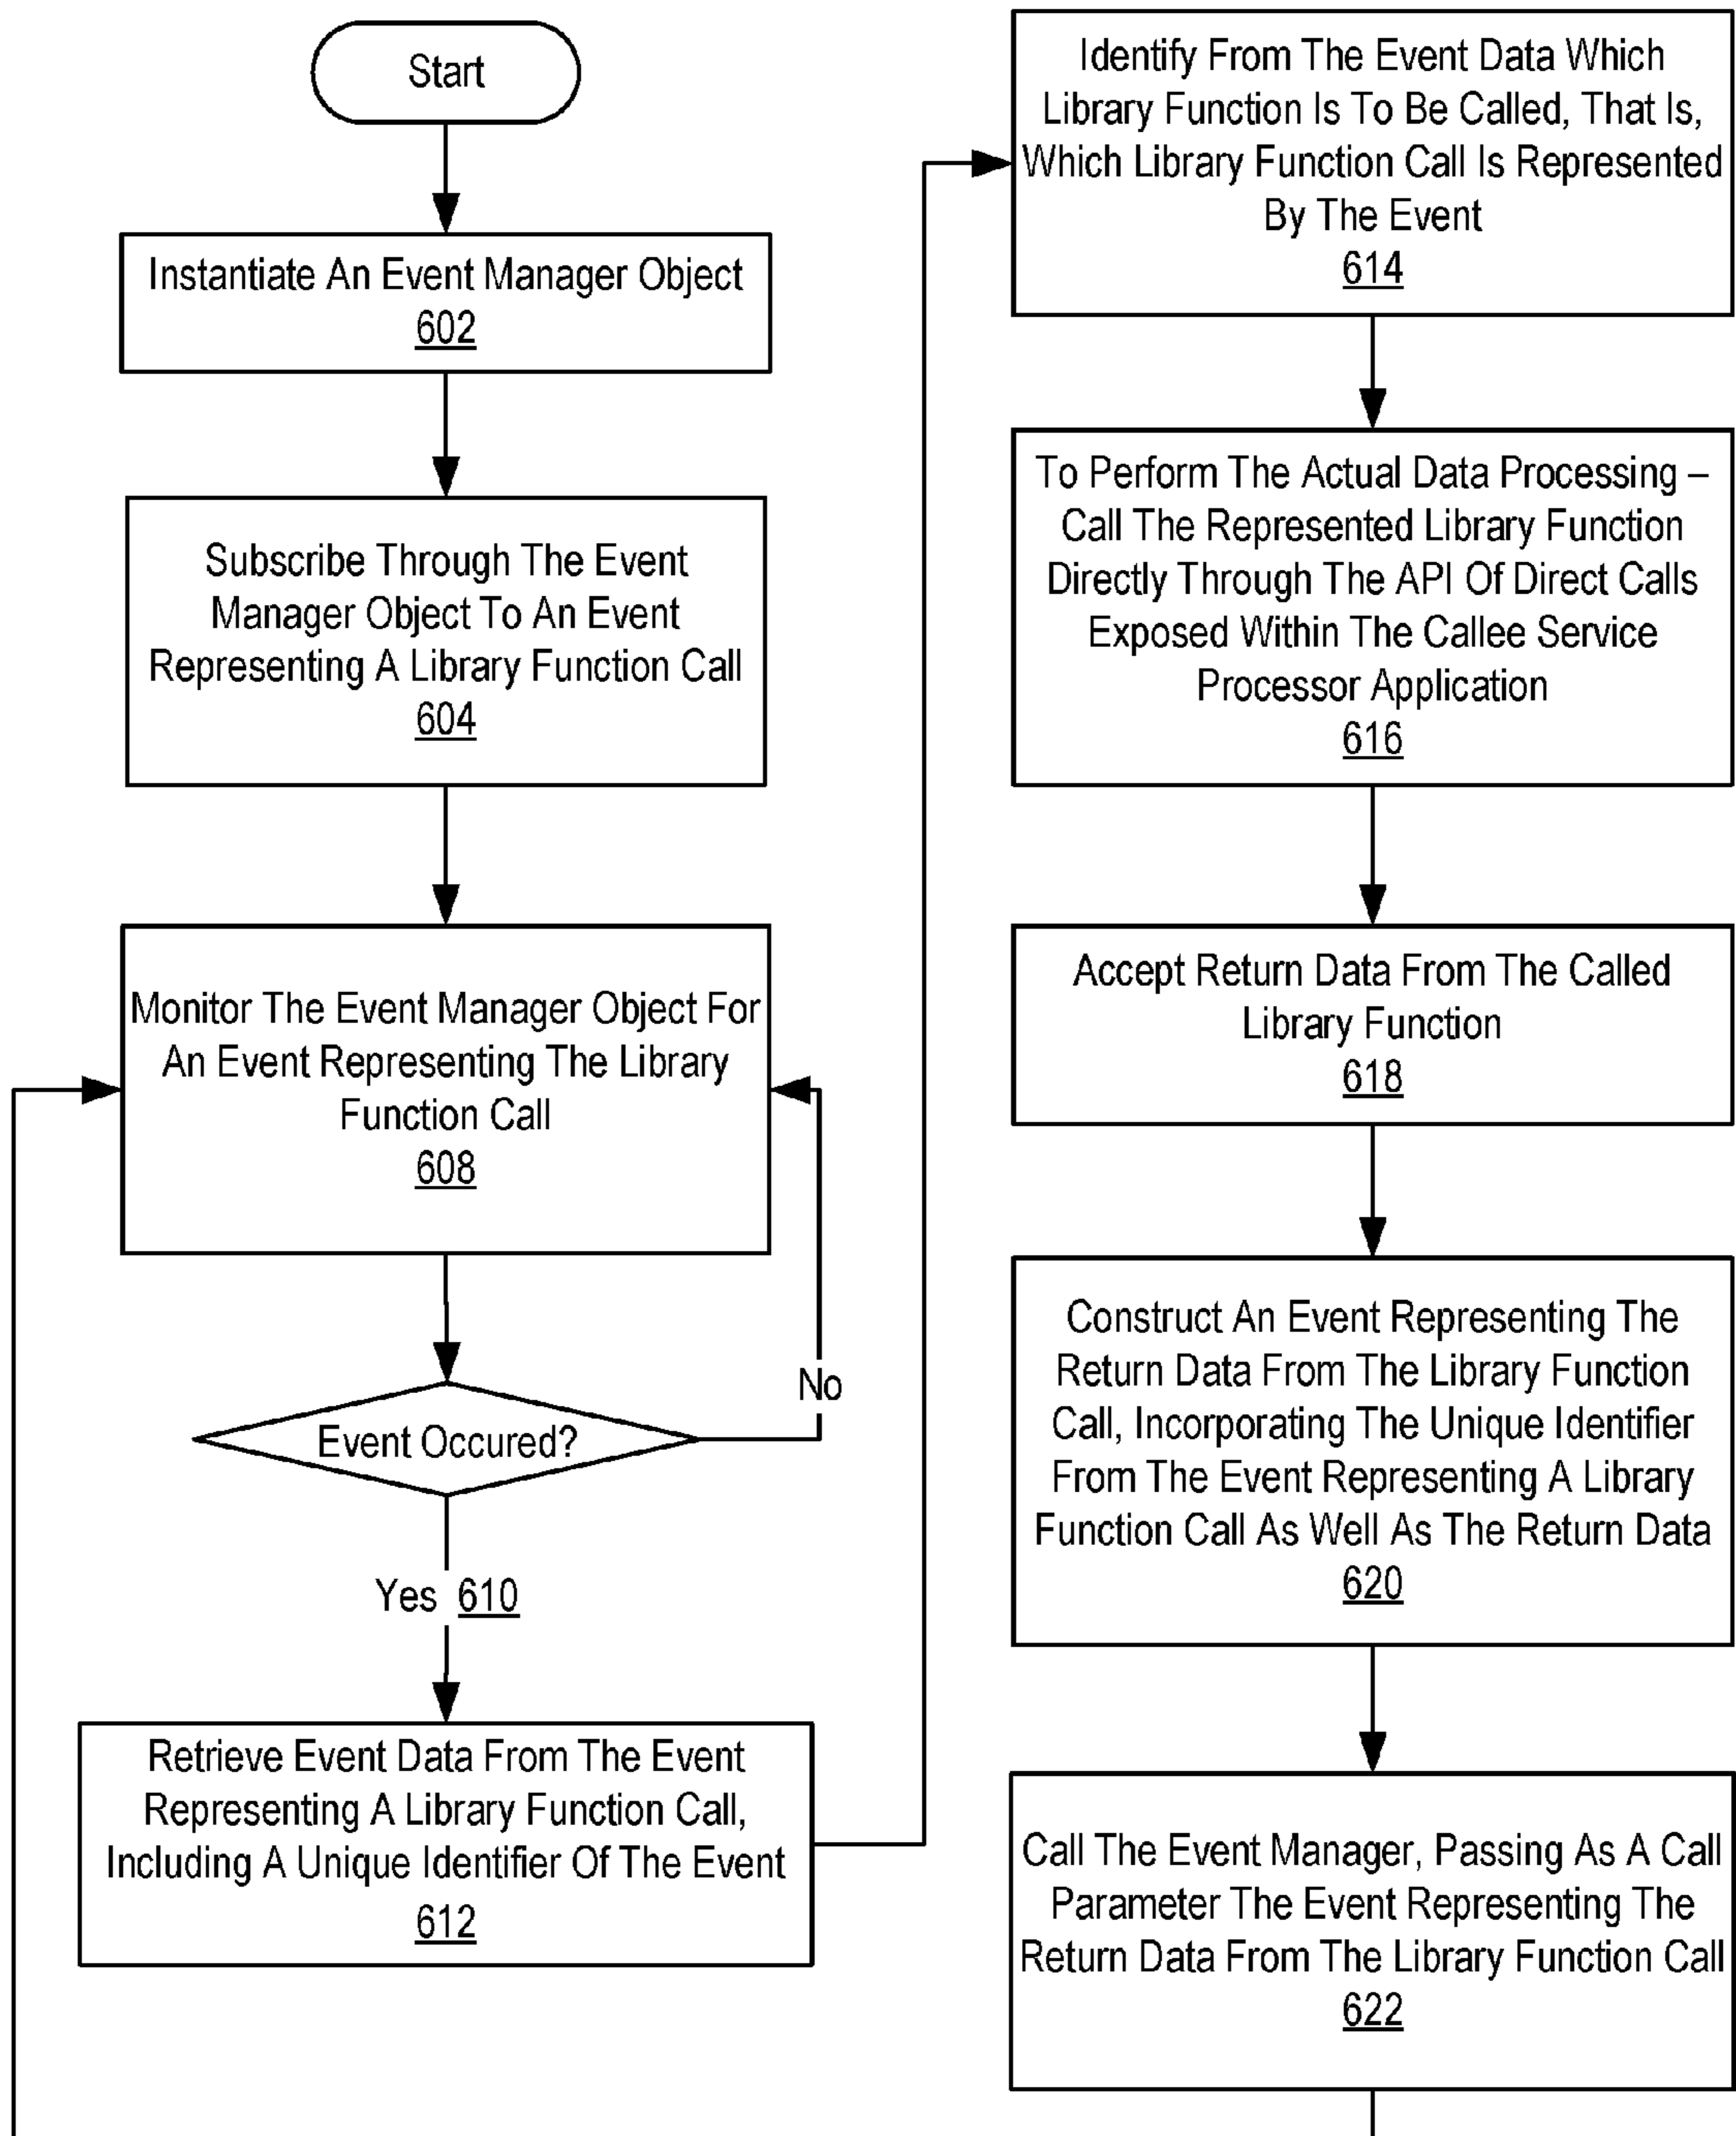 Start
Instantiate An Event Manager Object
602
Subscribe Through The Event
Manager Object To An Event
Representing A Library Function Call
604
Monitor The Event Manager Object For
An Event Representing The Library
Function Call
608
Event Occured?
No
Yes 610
Retrieve Event Data From The Event
Representing A Library Function Call,
Including A Unique Identifier Of The Event
612
Identify From The Event Data Which
Library Function Is To Be Called, That Is,
Which Library Function Call Is Represented
By The Event
614
To Perform The Actual Data Processing –
Call The Represented Library Function
Directly Through The API Of Direct Calls
Exposed Within The Callee Service
Processor Application
616
Accept Return Data From The Called
Library Function
618
Construct An Event Representing The
Return Data From The Library Function
Call, Incorporating The Unique Identifier
From The Event Representing A Library
Function Call As Well As The Return Data
620
Call The Event Manager, Passing As A Call
Parameter The Event Representing The
Return Data From The Library Function Call
622